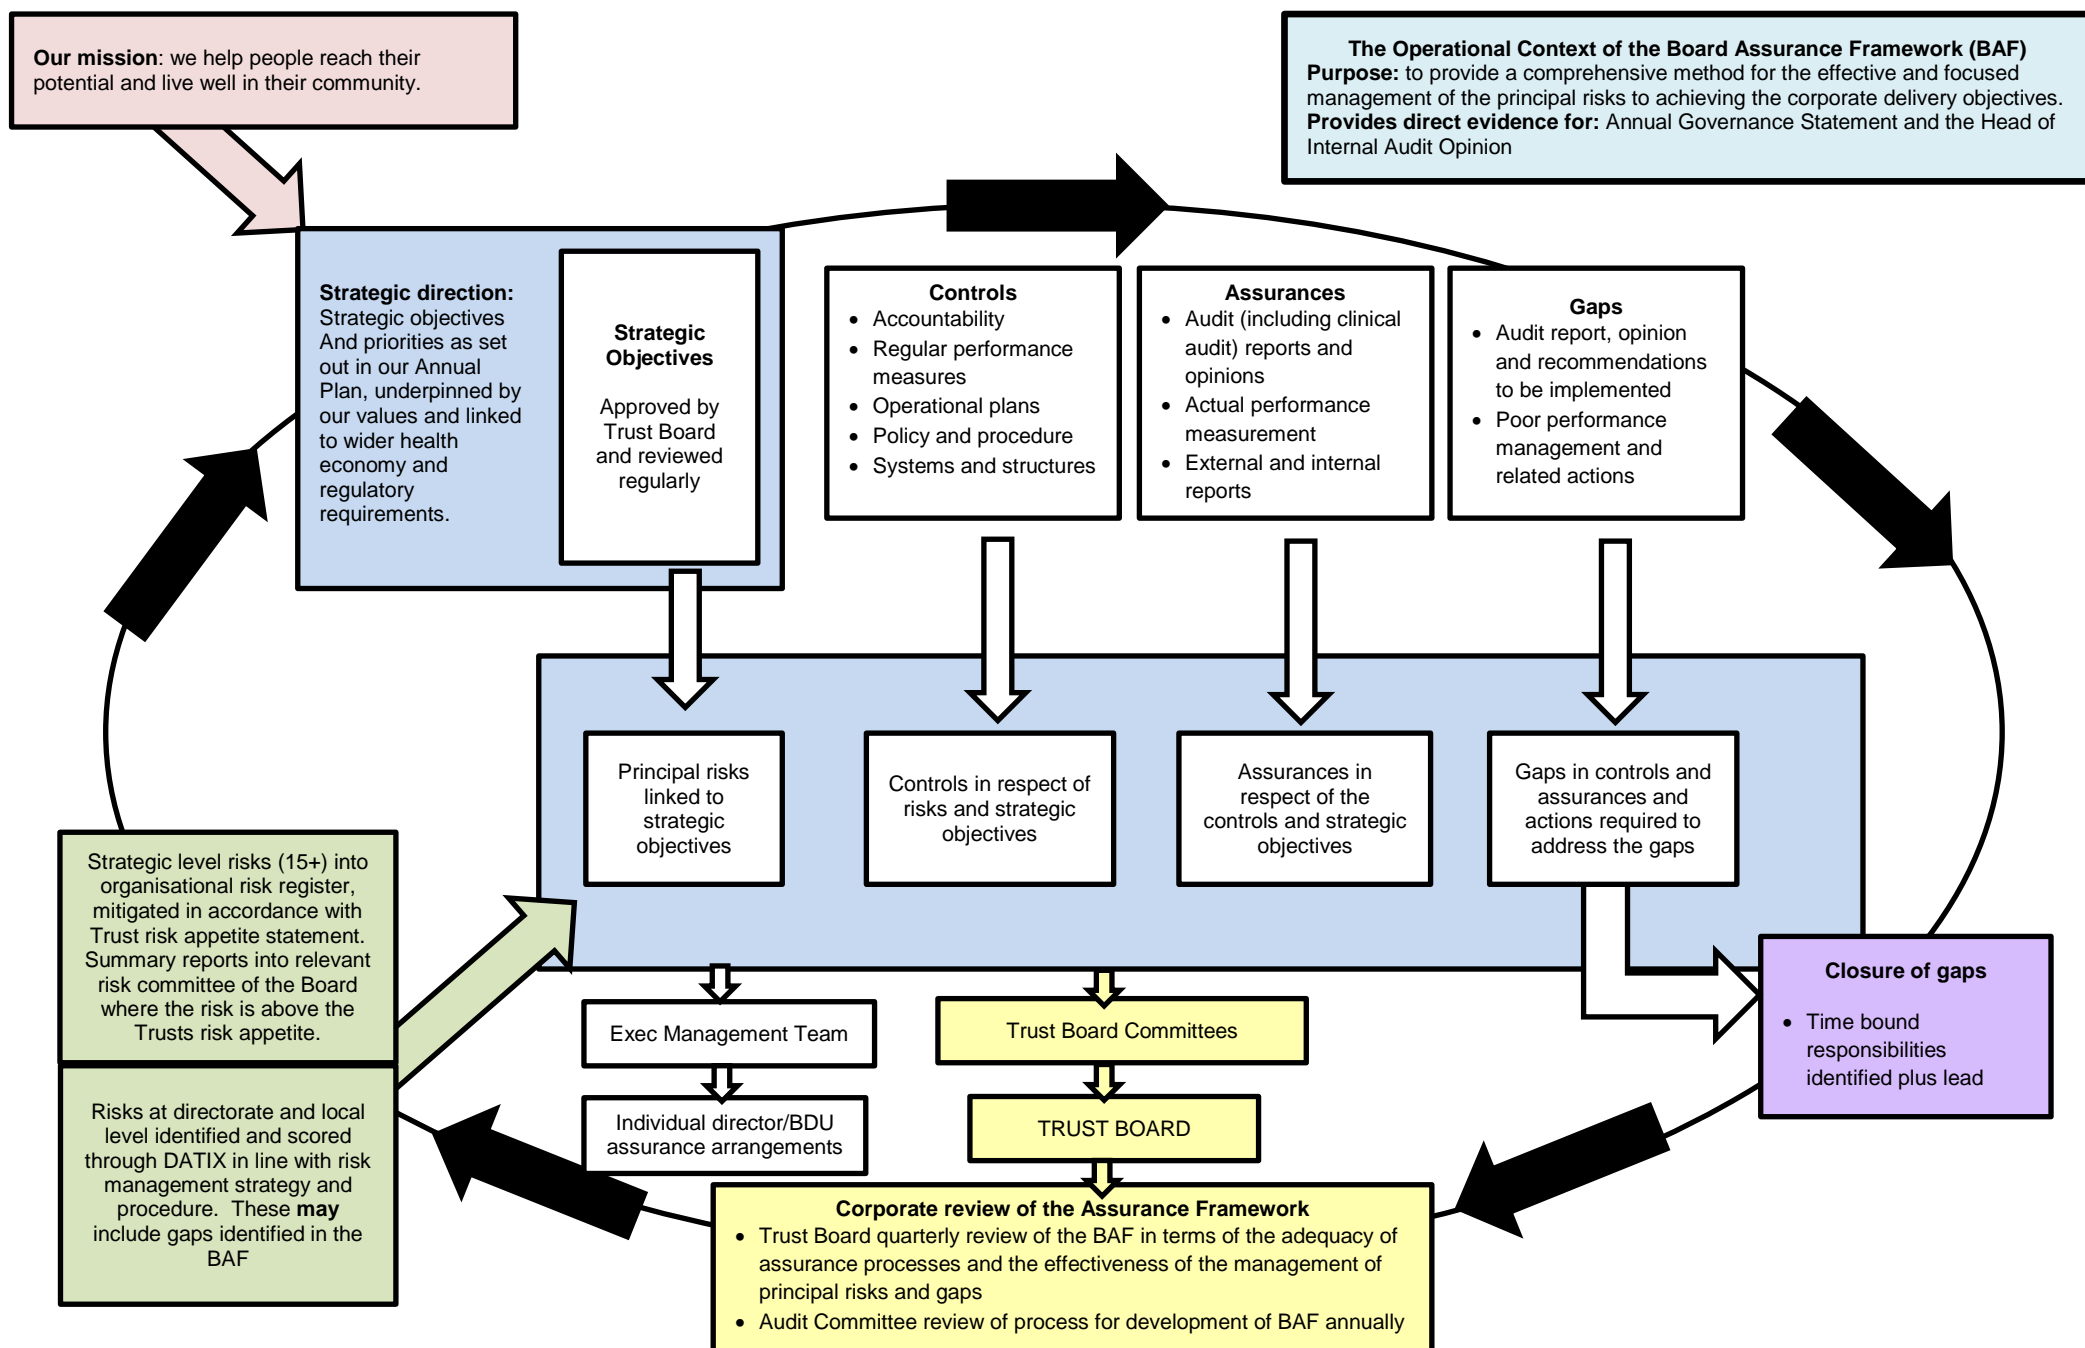 Our mission: we help people reach their
potential and live well in their community.
The Operational Context of the Board Assurance Framework (BAF)
Purpose: to provide a comprehensive method for the effective and focused
management of the principal risks to achieving the corporate delivery objectives.
Provides direct evidence for: Annual Governance Statement and the Head of
Internal Audit Opinion
Strategic direction:
Strategic objectives
And priorities as set
out in our Annual
Plan, underpinned by
our values and linked
to wider health
economy and
regulatory
requirements.
Strategic
Objectives
Approved by
Trust Board
and reviewed
regularly
Controls
• Accountability
• Regular performance
measures
• Operational plans
• Policy and procedure
• Systems and structures
Assurances
• Audit (including clinical
audit) reports and
opinions
• Actual performance
measurement
• External and internal
reports
Gaps
• Audit report, opinion
and recommendations
to be implemented
• Poor performance
management and
related actions
Principal risks
linked to
strategic
objectives
Controls in respect of
risks and strategic
objectives
Assurances in
respect of the
controls and strategic
objectives
Gaps in controls and
assurances and
actions required to
address the gaps
Strategic level risks (15+) into
organisational risk register,
mitigated in accordance with
Trust risk appetite statement.
Summary reports into relevant
risk committee of the Board
where the risk is above the
Trusts risk appetite.
Risks at directorate and local
level identified and scored
through DATIX in line with risk
management strategy and
procedure.  These may
include gaps identified in the
BAF
Exec Management Team
Individual director/BDU
assurance arrangements
Trust Board Committees
TRUST BOARD
Closure of gaps
• Time bound
responsibilities
identified plus lead
Corporate review of the Assurance Framework
• Trust Board quarterly review of the BAF in terms of the adequacy of
assurance processes and the effectiveness of the management of
principal risks and gaps
• Audit Committee review of process for development of BAF annually